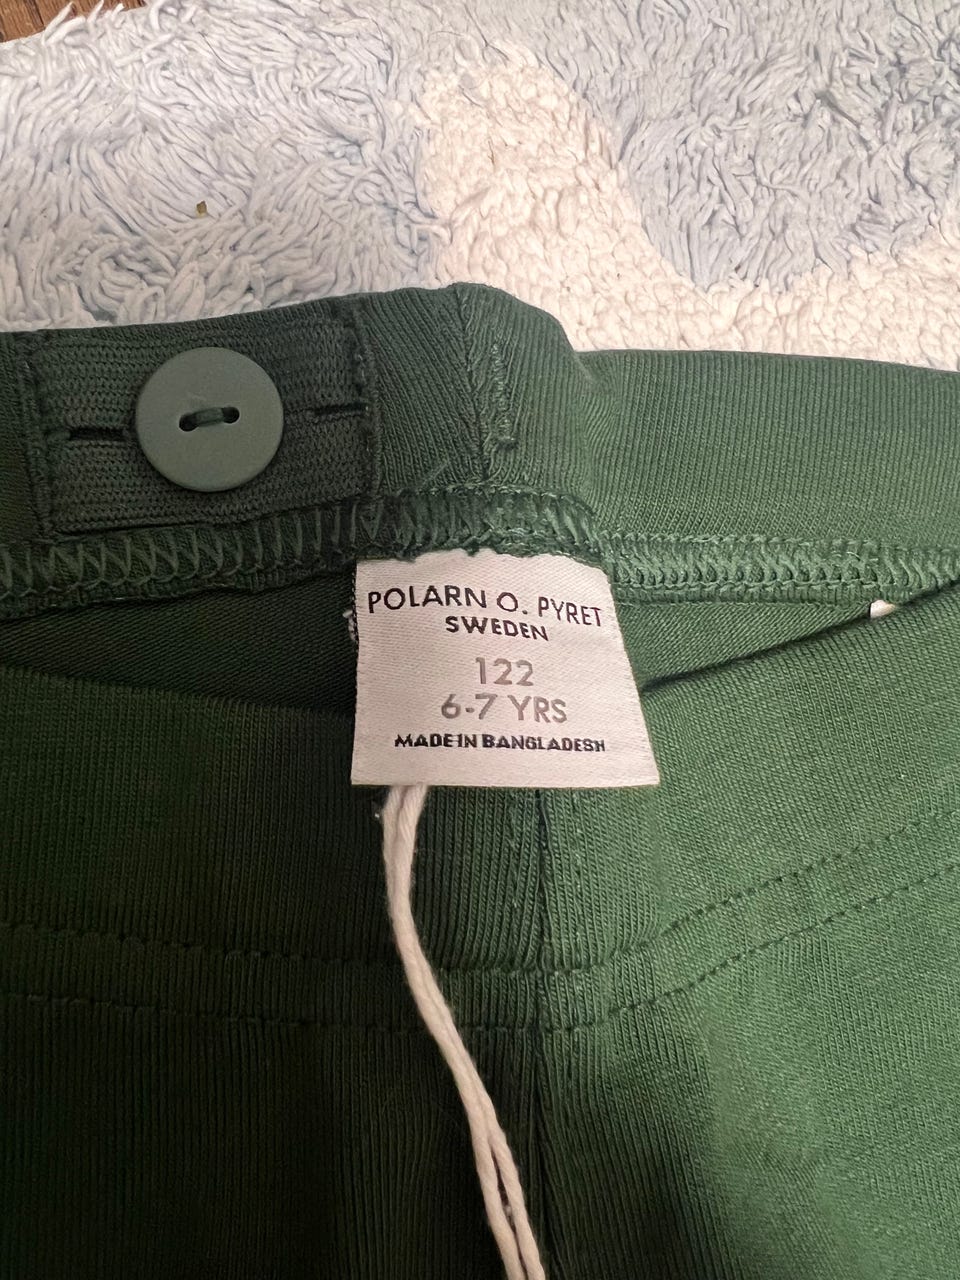 POLARN O. PYRET
SWEDEN
122
6-7 YRS
MADE IN BANGLADESH